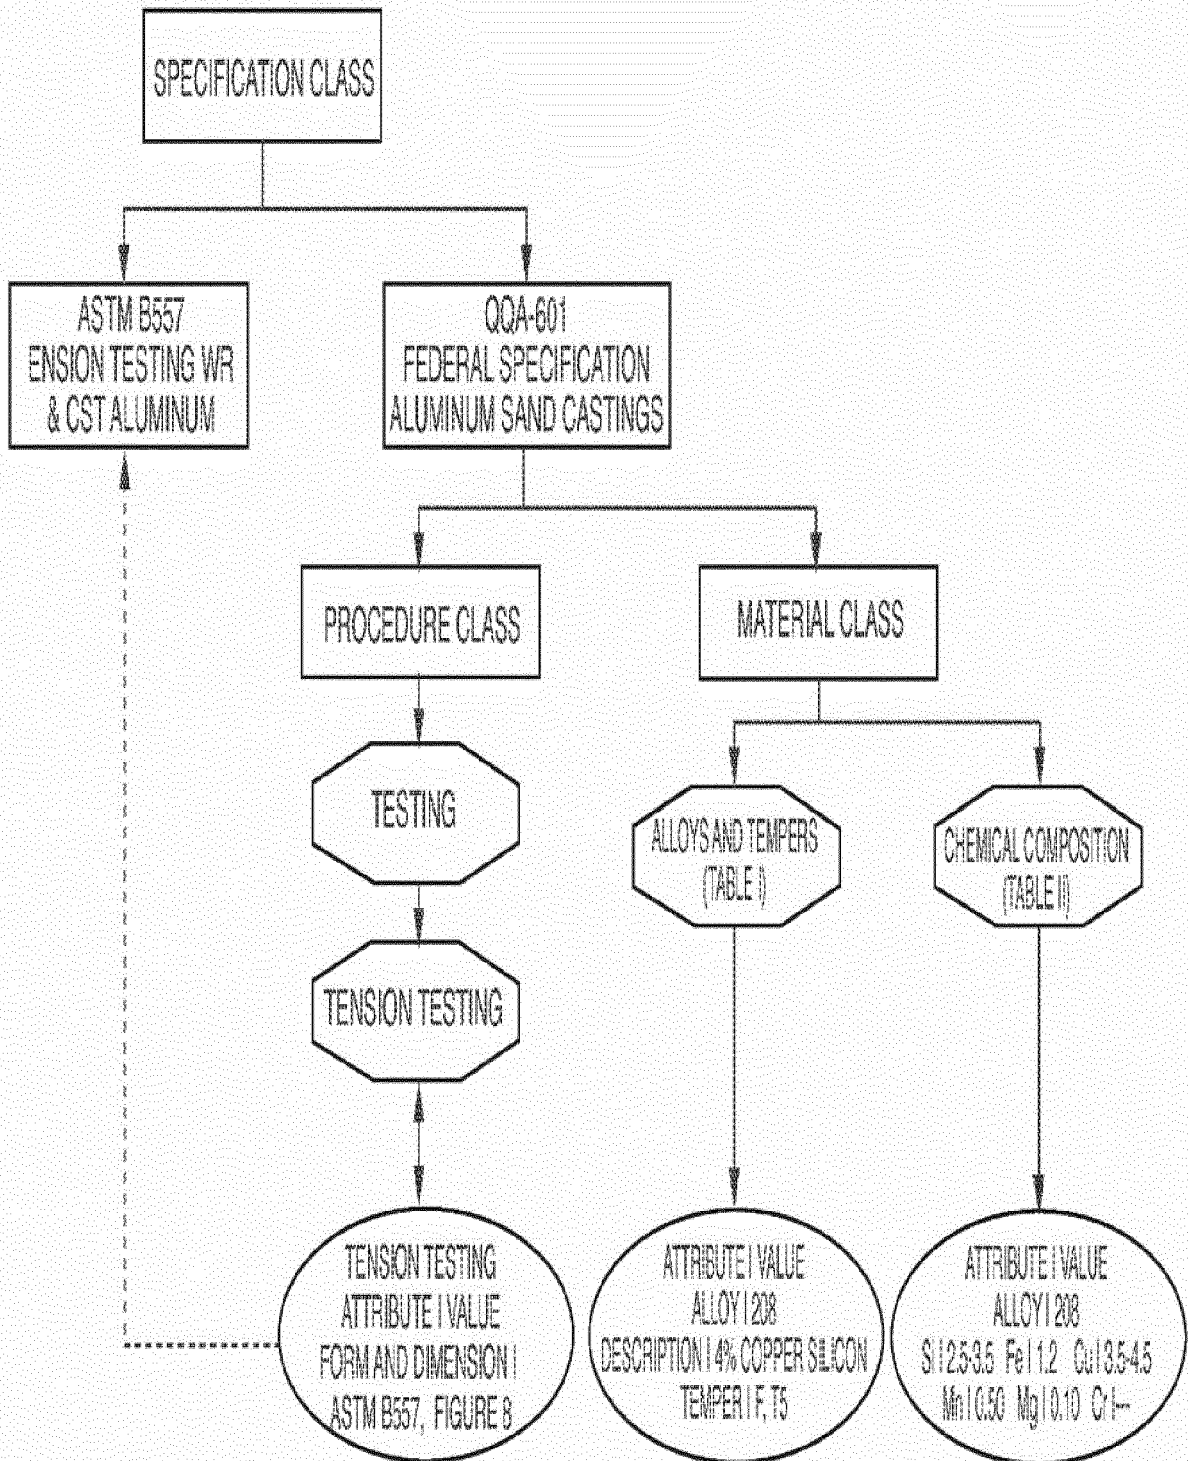 SPECIFICATION CLASS
ASTM B557
ENSION TESTING WR
& CST ALUMINUM
QQA-601
FEDERAL SPECIFICATION
ALUMINUM SAND CASTINGS
PROCEDURE CLASS
MATERIAL CLASS
TESTING
ALLOYS AND TEMPERS
(TABLE I)
CHEMICAL COMPOSITION
(TABLE II)
TENSION TESTING
TENSION TESTING
ATTRIBUTE | VALUE
FORM AND DIMENSION |
ASTM B557, FIGURE 8
ATTRIBUTE | VALUE
ALLOY | 208
DESCRIPTION | 4% COPPER SILICON
TEMPER | F, T5
ATTRIBUTE | VALUE
ALLOY | 208
Si | 2.5-3.5 Fe | 1.2 Cu | 3.5-4.5
Mn | 0.50 Mg | 0.10 Cr |---